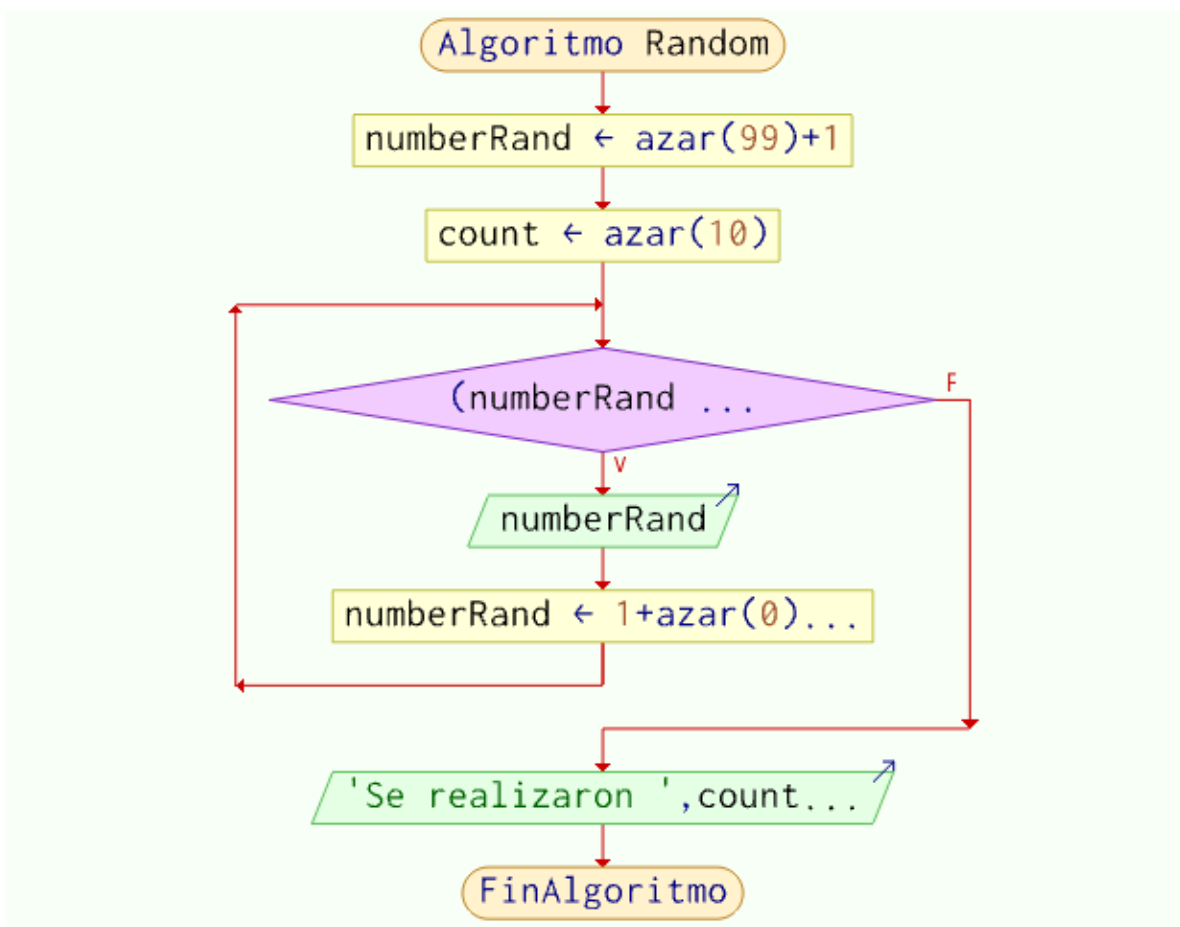 Algoritmo Random
numberRand ← azar(99)+1
count ← azar(10)
(numberRand ...
F
V
numberRand
numberRand ← 1+azar(0)...
'Se realizaron ',count...
FinAlgoritmo